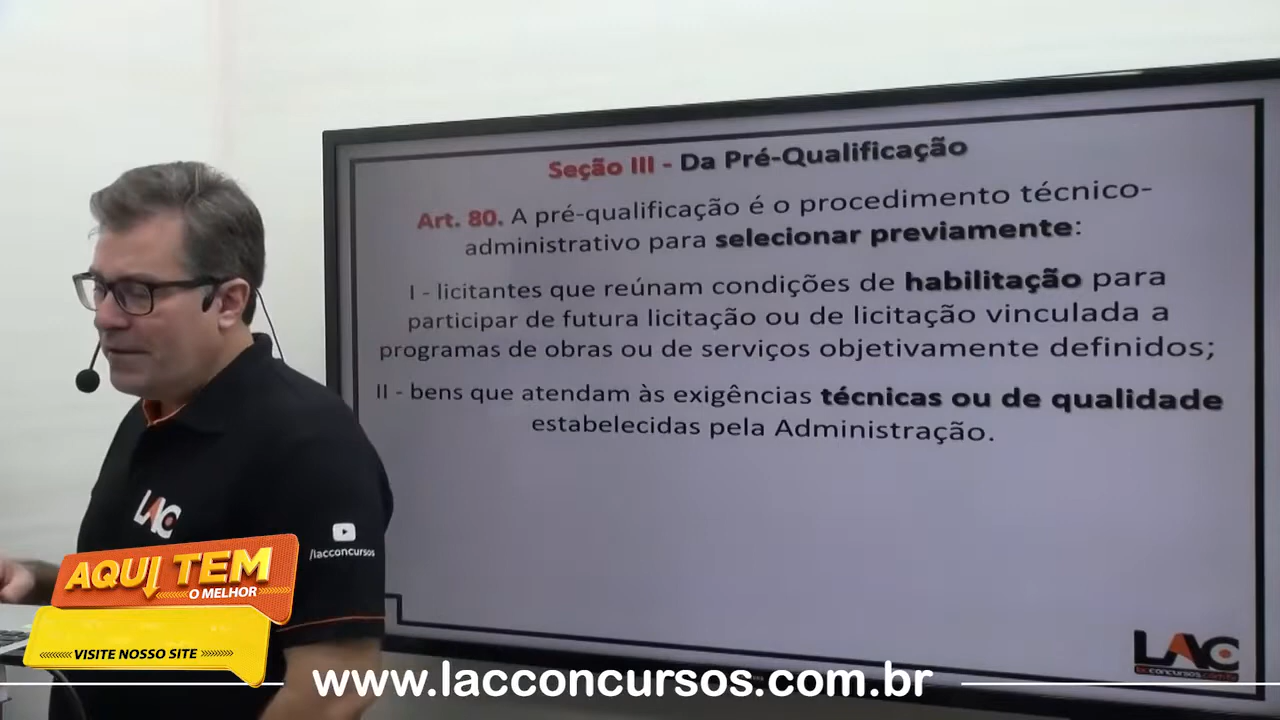 Seção III - Da Pré-Qualificação
Art. 80. A pré-qualificação é o procedimento técnico-
administrativo para selecionar previamente:
I - licitantes que reúnam condições de habilitação para
participar de futura licitação ou de licitação vinculada a
programas de obras ou de serviços objetivamente definidos;
II - bens que atendam às exigências técnicas ou de qualidade
estabelecidas pela Administração.
LAC
/lacconcursos
AQUI TEM
O MELHOR
VISITE NOSSO SITE
LAC
www.lacconcursos.com.br